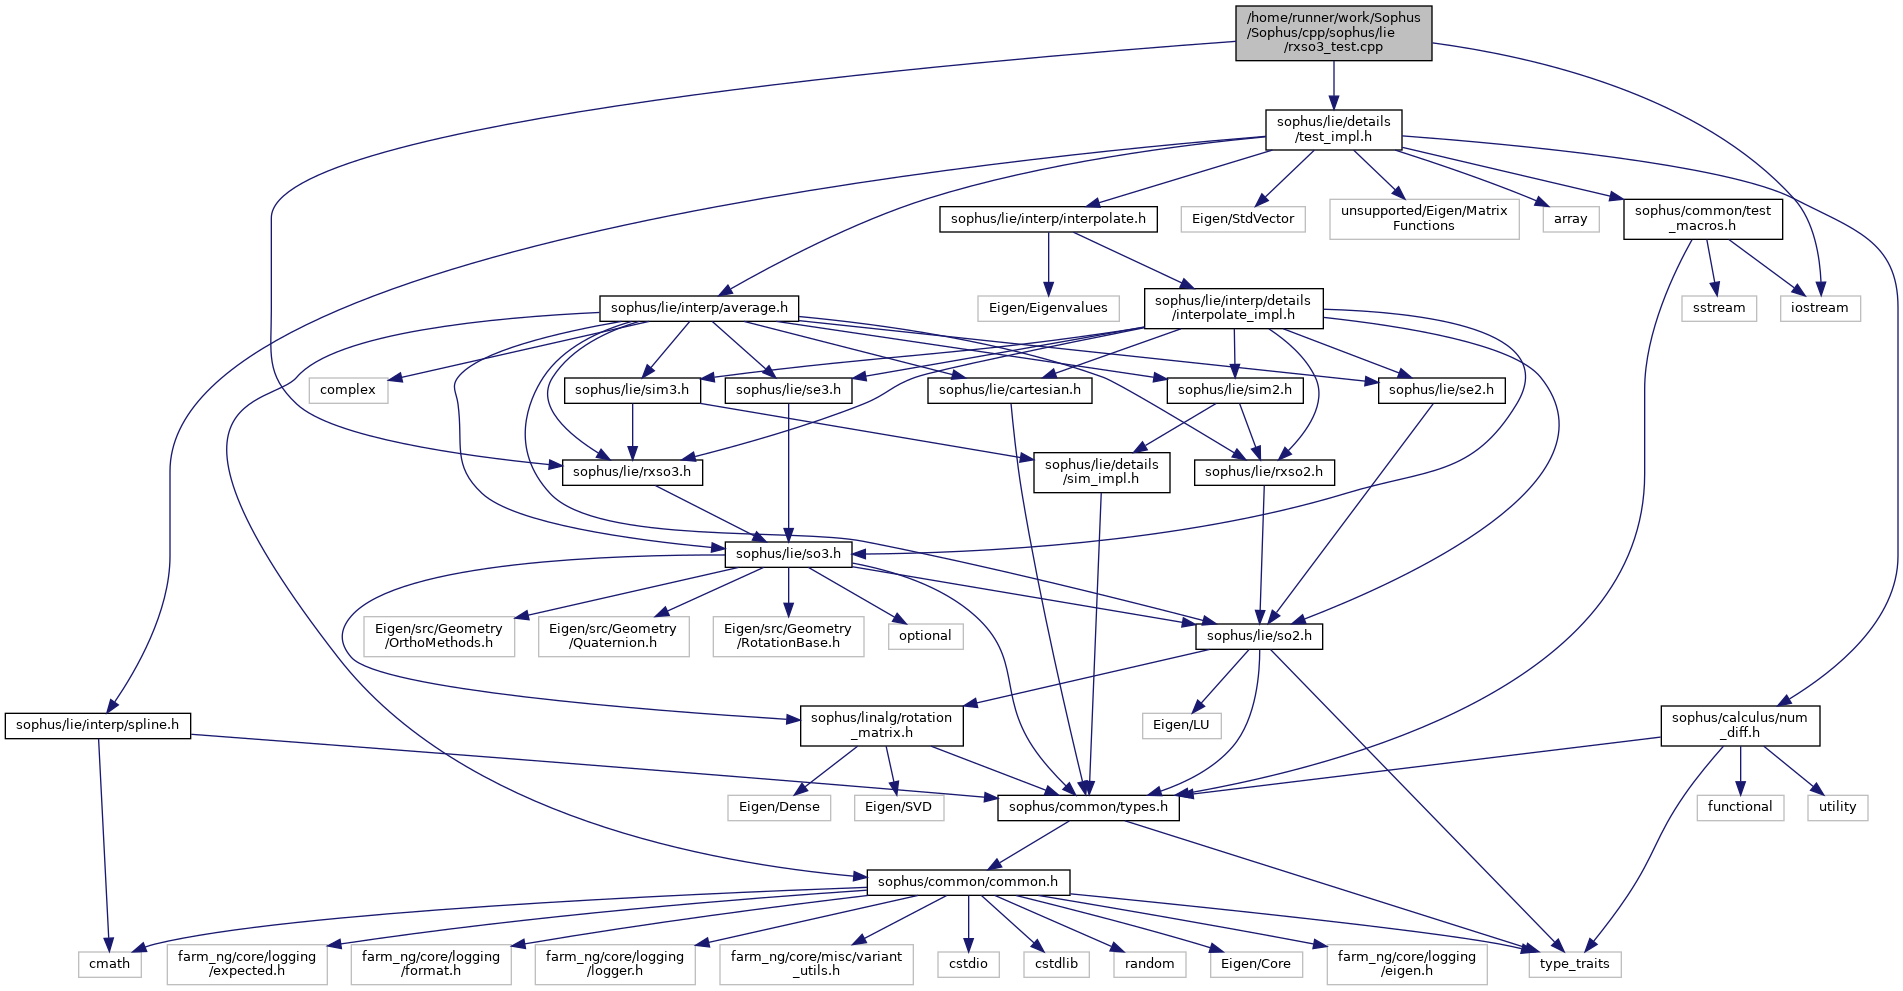 /home/runner/work/Sophus
/Sophus/cpp/sophus/lie
/rxso3_test.cpp
sophus/lie/details
/test_impl.h
sophus/lie/interp/interpolate.h
Eigen/StdVector
unsupported/Eigen/Matrix
Functions
array
sophus/common/test
_macros.h
sophus/lie/interp/average.h
Eigen/Eigenvalues
sophus/lie/interp/details
/interpolate_impl.h
sstream
iostream
complex
sophus/lie/sim3.h
sophus/lie/se3.h
sophus/lie/cartesian.h
sophus/lie/sim2.h
sophus/lie/se2.h
sophus/lie/rxso3.h
sophus/lie/details
/sim_impl.h
sophus/lie/rxso2.h
sophus/lie/so3.h
Eigen/src/Geometry
/OrthoMethods.h
Eigen/src/Geometry
/Quaternion.h
Eigen/src/Geometry
/RotationBase.h
optional
sophus/lie/so2.h
sophus/lie/interp/spline.h
sophus/linalg/rotation
_matrix.h
Eigen/LU
sophus/calculus/num
_diff.h
Eigen/Dense
Eigen/SVD
sophus/common/types.h
functional
utility
sophus/common/common.h
cmath
farm_ng/core/logging
/expected.h
farm_ng/core/logging
/format.h
farm_ng/core/logging
/logger.h
farm_ng/core/misc/variant
_utils.h
cstdio
cstdlib
random
Eigen/Core
farm_ng/core/logging
/eigen.h
type_traits